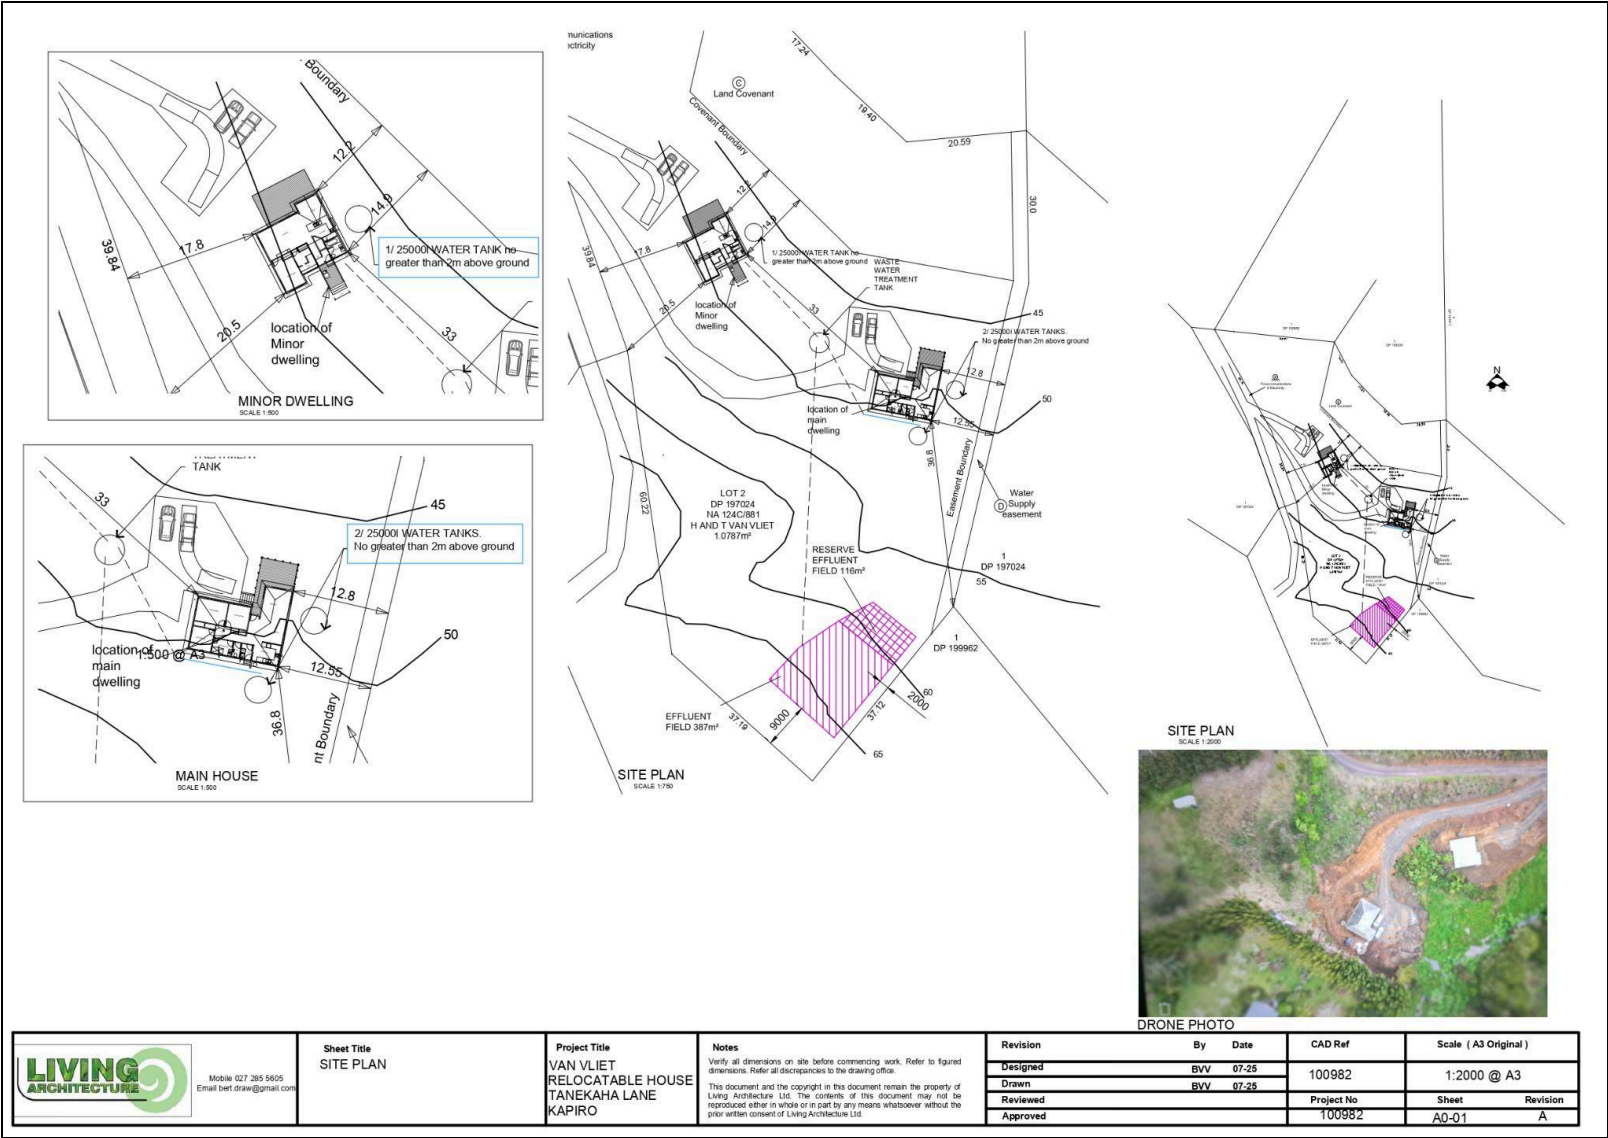 Boundary
12.2
14.9
39.84
17.8
1/ 25000l WATER TANK no
greater than 2m above ground
20.5
33
location of
Minor
dwelling
MINOR DWELLING
SCALE 1:500
TREATMENT
TANK
33
45
2/ 25000l WATER TANKS.
No greater than 2m above ground
12.8
50
location of
1:500 @ A3
main
dwelling
12.55
36.8
nt Boundary
MAIN HOUSE
SCALE 1:500
munications
ectricity
17.24
C
Land Covenant
Covenant Boundary
19.40
20.59
30.0
12.2
14.9
39.84
17.8
1/ 25000l WATER TANK no
greater than 2m above ground
WASTE
WATER
TREATMENT
TANK
20.5
location of
Minor
dwelling
33
45
2/ 25000l WATER TANKS.
No greater than 2m above ground
12.8
50
location of
main
dwelling
12.55
36.8
Easement Boundary
60.22
LOT 2
DP 197024
NA 124C/881
H AND T VAN VLIET
1.0787m²
Water
D Supply
easement
RESERVE
EFFLUENT
FIELD 116m²
1
DP 197024
55
1
DP 199962
60
2000
EFFLUENT
FIELD 387m²
37.19
9000
37.12
65
SITE PLAN
SCALE 1:750
N
SITE PLAN
SCALE 1:2000
DRONE PHOTO
LIVING
ARCHITECTURE
Mobile 027 285 5605
Email bert.draw@gmail.com
Sheet Title
SITE PLAN
Project Title
VAN VLIET
RELOCATABLE HOUSE
TANEKAHA LANE
KAPIRO
Notes
Verify all dimensions on site before commencing work. Refer to figured
dimensions. Refer all discrepancies to the drawing office.
This document and the copyright in this document remain the property of
Living Architecture Ltd. The contents of this document may not be
reproduced either in whole or in part by any means whatsoever without the
prior written consent of Living Architecture Ltd.
Revision By Date
Designed BVV 07-25
Drawn BVV 07-25
Reviewed
Approved
CAD Ref
100982
Project No
100982
Scale ( A3 Original )
1:2000 @ A3
Sheet Revision
A0-01 A